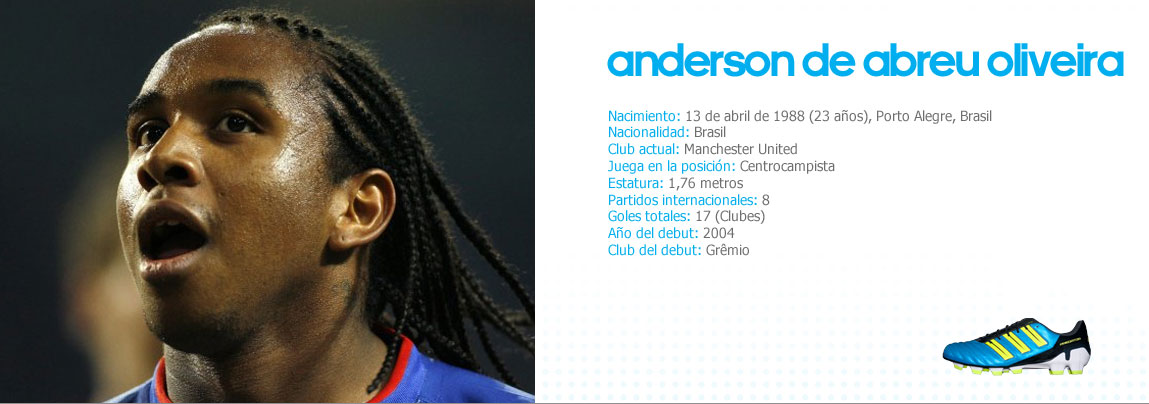 anderson de abreu oliveira
Nacimiento: 13 de abril de 1988 (23 años), Porto Alegre, Brasil
Nacionalidad: Brasil
Club actual: Manchester United
Juega en la posición: Centrocampista
Estatura: 1,76 metros
Partidos internacionales: 8
Goles totales: 17 (Clubes)
Año del debut: 2004
Club del debut: Grêmio